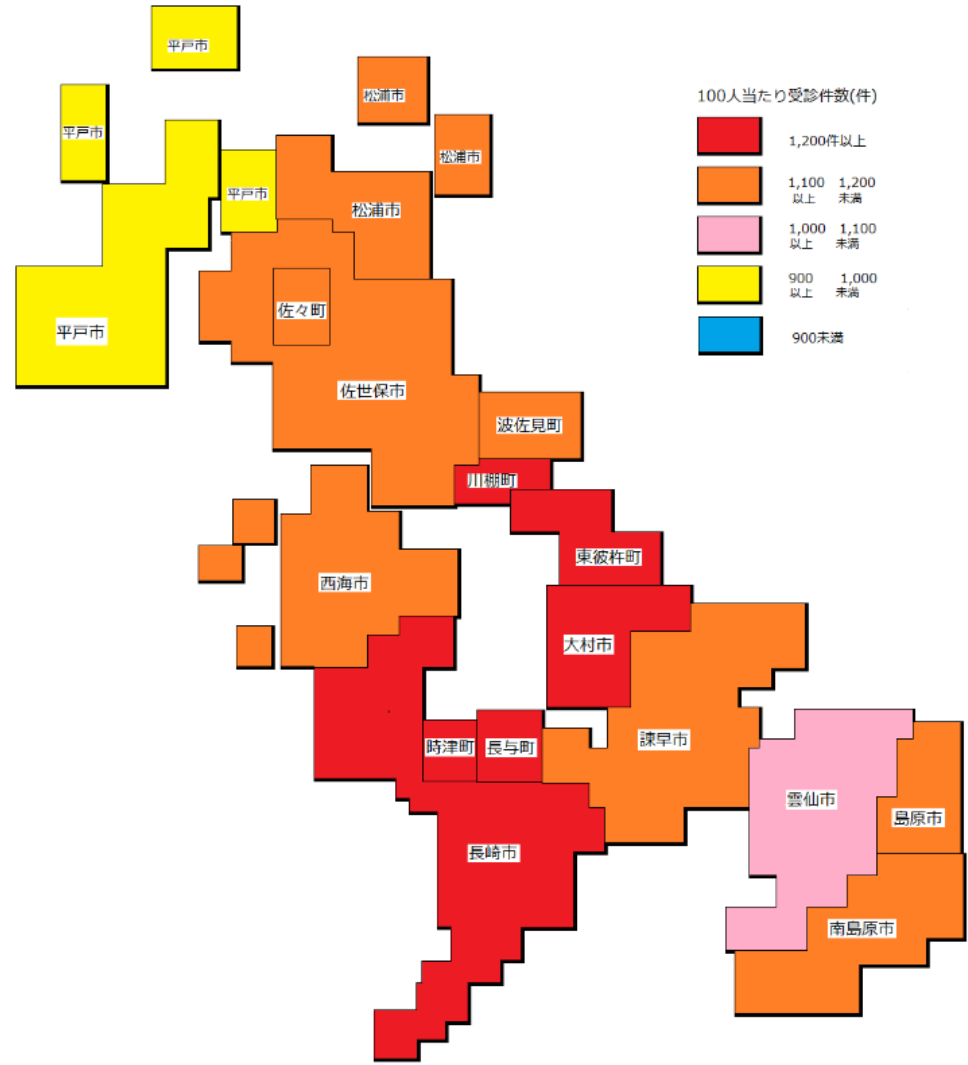 平戸市
松浦市
平戸市
松浦市
平戸市
松浦市
佐々町
平戸市
佐世保市
波佐見町
川棚町
東彼杵町
西海市
大村市
時津町
長与町
諫早市
雲仙市
島原市
長崎市
南島原市
100人当たり受診件数(件)
1,200件以上
1,100 1,200
以上 未満
1,000 1,100
以上 未満
900 1,000
以上 未満
900未満